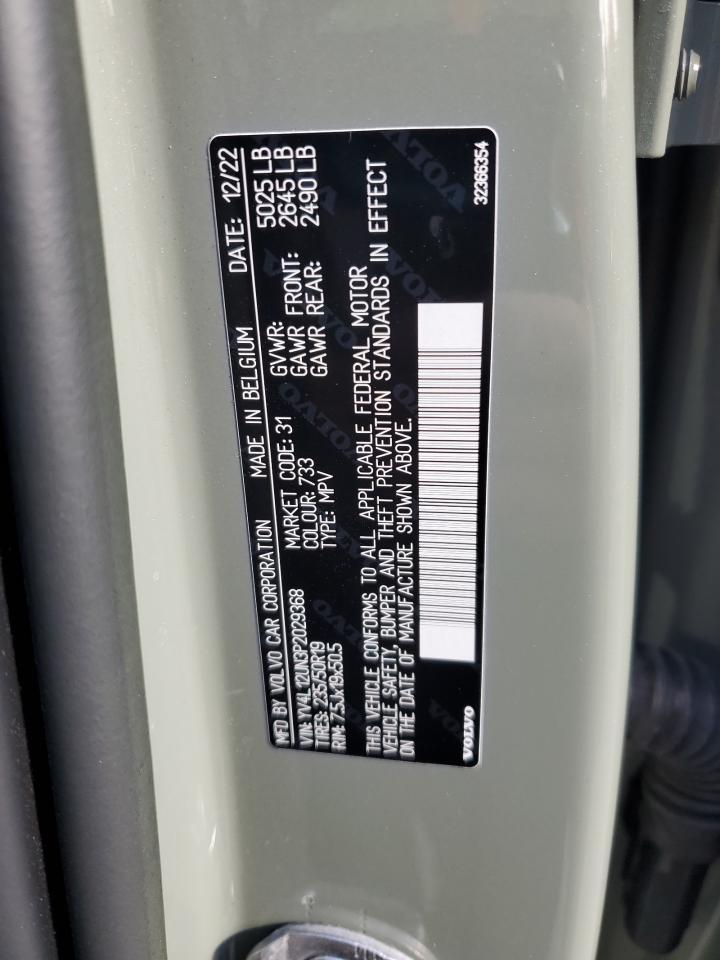 MFD BY VOLVO CAR CORPORATION MADE IN BELGIUM DATE: 12/22
VIN: YV4L12UN3P2029368 MARKET CODE: 31 GVWR: 5025 LB
TIRES: 235/50R19 COLOUR: 733 GAWR FRONT: 2645 LB
RIM: 7.5Jx19x50.5 TYPE: MPV GAWR REAR: 2490 LB
THIS VEHICLE CONFORMS TO ALL APPLICABLE FEDERAL MOTOR
VEHICLE SAFETY, BUMPER AND THEFT PREVENTION STANDARDS IN EFFECT
ON THE DATE OF MANUFACTURE SHOWN ABOVE.
VOLVO 32366354